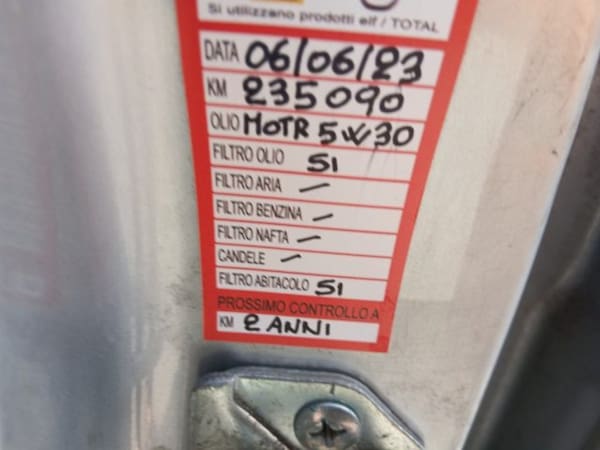 Si utilizzano prodotti elf / TOTAL
DATA 06/06/23
KM 235090
OLIO MOTR 5W30
FILTRO OLIO SI
FILTRO ARIA —
FILTRO BENZINA —
FILTRO NAFTA —
CANDELE —
FILTRO ABITACOLO SI
PROSSIMO CONTROLLO A
KM 2 ANNI